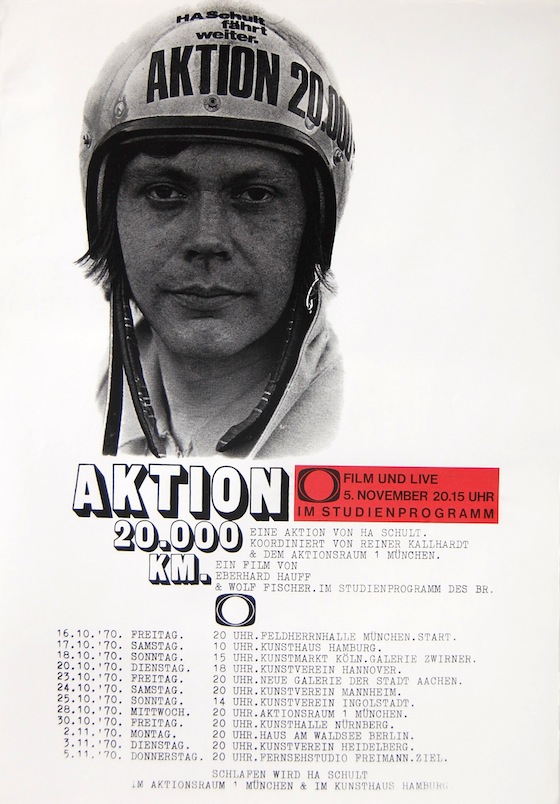 HA Schult
fährt
weiter.
AKTION 20.000
AKTION
20.000
KM.
FILM UND LIVE
5. NOVEMBER 20.15 UHR
IM STUDIENPROGRAMM
EINE AKTION VON HA SCHULT.
KOORDINIERT VON REINER KALLHARDT
& DEM AKTIONSRAUM 1 MÜNCHEN.
EIN FILM VON
EBERHARD HAUFF
& WOLF FISCHER.IM STUDIENPROGRAMM DES BR.
16.10.'70. FREITAG. 20 UHR.FELDHERRNHALLE MÜNCHEN.START.
17.10.'70. SAMSTAG. 10 UHR.KUNSTHAUS HAMBURG.
18.10.'70. SONNTAG. 15 UHR.KUNSTMARKT KÖLN.GALERIE ZWIRNER.
20.10.'70. DIENSTAG. 18 UHR.KUNSTVEREIN HANNOVER.
23.10.'70. FREITAG. 20 UHR.NEUE GALERIE DER STADT AACHEN.
24.10.'70. SAMSTAG. 20 UHR.KUNSTVEREIN MANNHEIM.
25.10.'70. SONNTAG. 14 UHR.KUNSTVEREIN INGOLSTADT.
28.10.'70. MITTWOCH. 20 UHR.AKTIONSRAUM 1 MÜNCHEN.
30.10.'70. FREITAG. 20 UHR.KUNSTHALLE NÜRNBERG.
2.11.'70. MONTAG. 20 UHR.HAUS AM WALDSEE BERLIN.
3.11.'70. DIENSTAG. 20 UHR.KUNSTVEREIN HEIDELBERG.
5.11.'70. DONNERSTAG. 20 UHR.FERNSEHSTUDIO FREIMANN.ZIEL.
SCHLAFEN WIRD HA SCHULT
IM AKTIONSRAUM 1 MÜNCHEN & IM KUNSTHAUS HAMBURG.